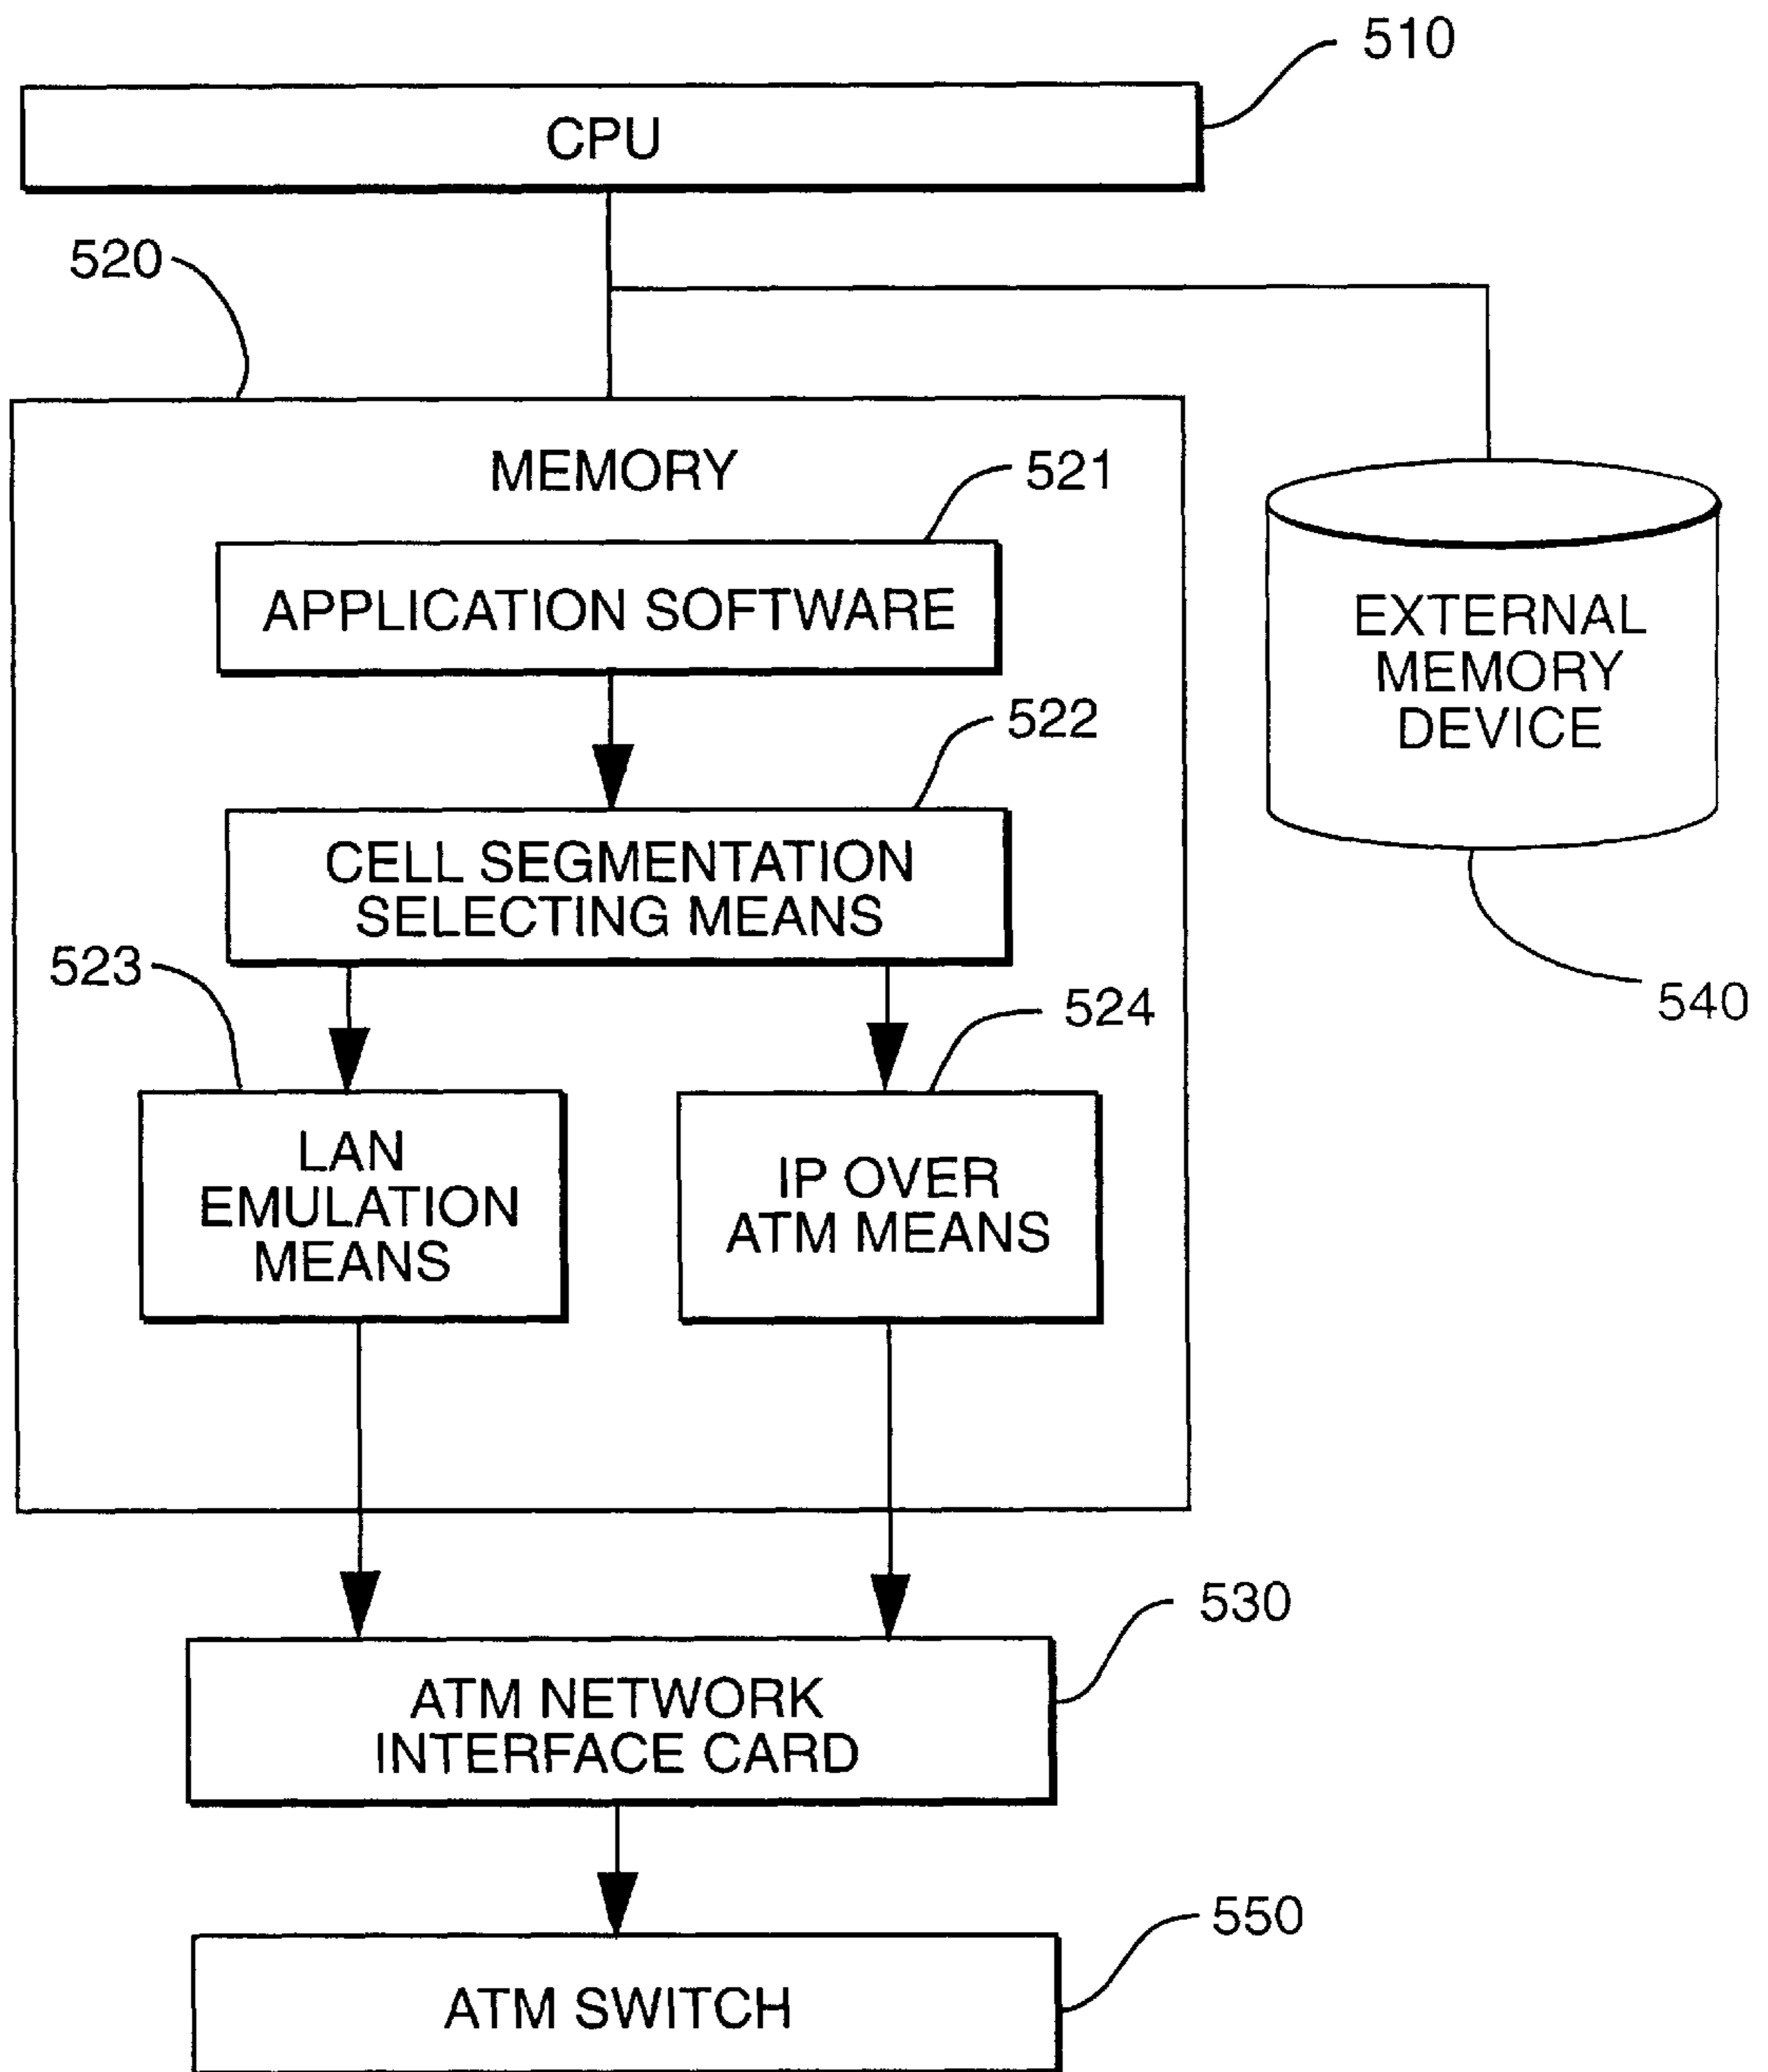 510
CPU
520
MEMORY
521
APPLICATION SOFTWARE
EXTERNAL
MEMORY
DEVICE
522
CELL SEGMENTATION
SELECTING MEANS
523
524
540
LAN
EMULATION
MEANS
IP OVER
ATM MEANS
530
ATM NETWORK
INTERFACE CARD
550
ATM SWITCH